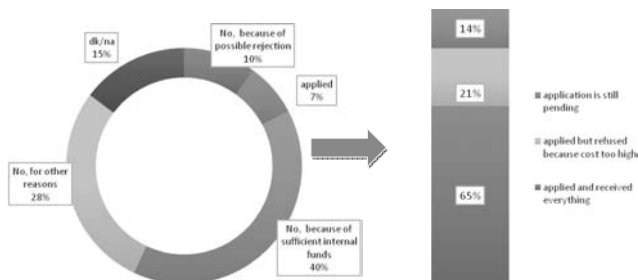 dk/na
15%
No, because of
possible rejection
10%
applied
7%
No, for other
reasons
28%
No, because of
sufficient internal
funds
40%
14%
21%
65%
application is still
pending
applied but refused
because cost too high
applied and received
everything